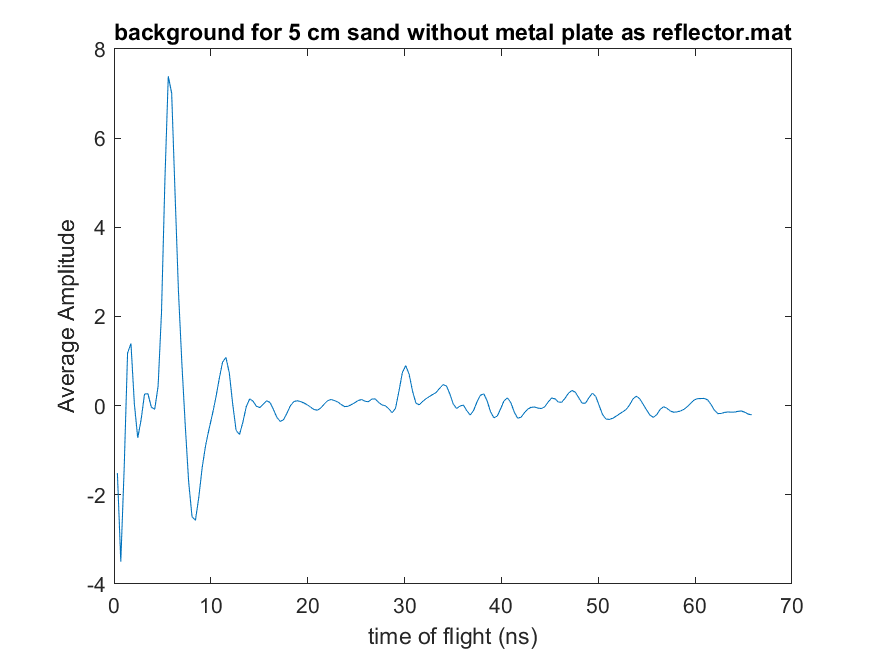 background for 5 cm sand without metal plate as reflector.mat
8
6
4
2
0
-2
-4
Average Amplitude
0 10 20 30 40 50 60 70
time of flight (ns)